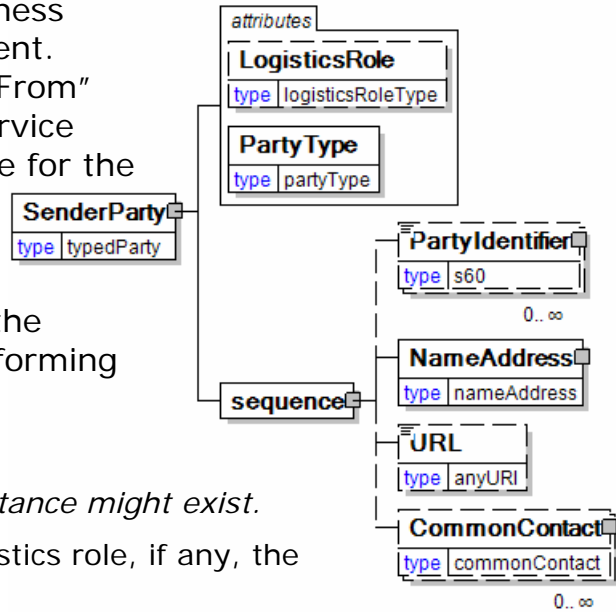 ness
ent.
From”
rvice
e for the
the
forming
tance might exist.
stics role, if any, the
attributes
LogisticsRole
type logisticsRoleType
PartyType
type partyType
SenderParty
type typedParty
sequence
PartyIdentifier
type s60
0.. ∞
NameAddress
type nameAddress
URL
type anyURI
CommonContact
type commonContact
0.. ∞